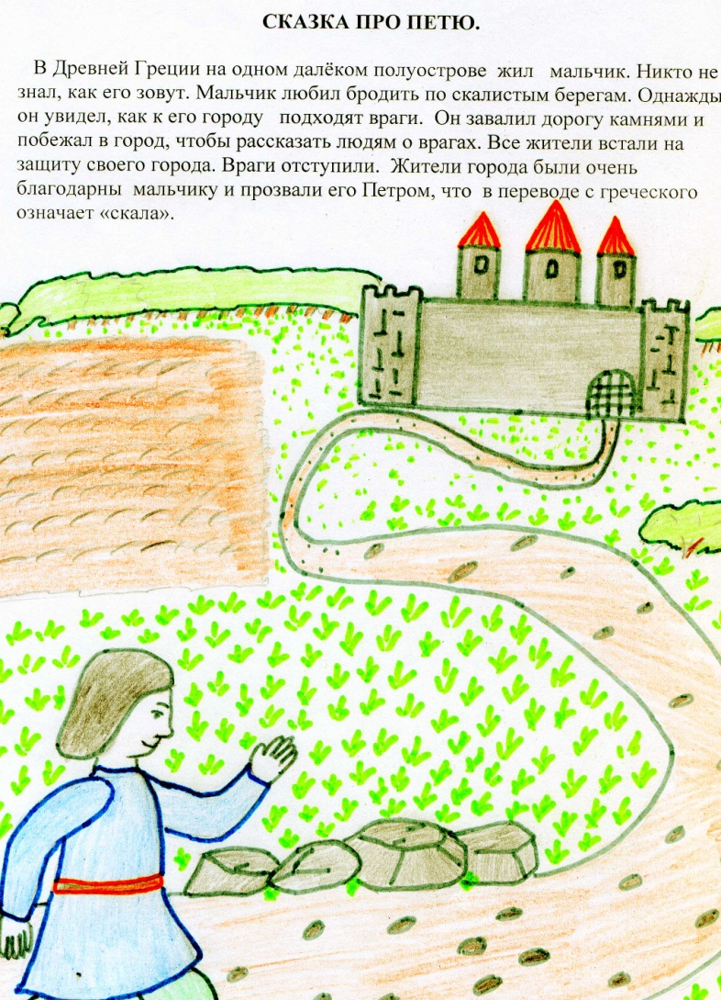 СКАЗКА ПРО ПЕТЮ.
В Древней Греции на одном далёком полуострове жил мальчик. Никто не
знал, как его зовут. Мальчик любил бродить по скалистым берегам. Однажды
он увидел, как к его городу подходят враги. Он завалил дорогу камнями и
побежал в город, чтобы рассказать людям о врагах. Все жители встали на
защиту своего города. Враги отступили. Жители города были очень
благодарны мальчику и прозвали его Петром, что в переводе с греческого
означает «скала».